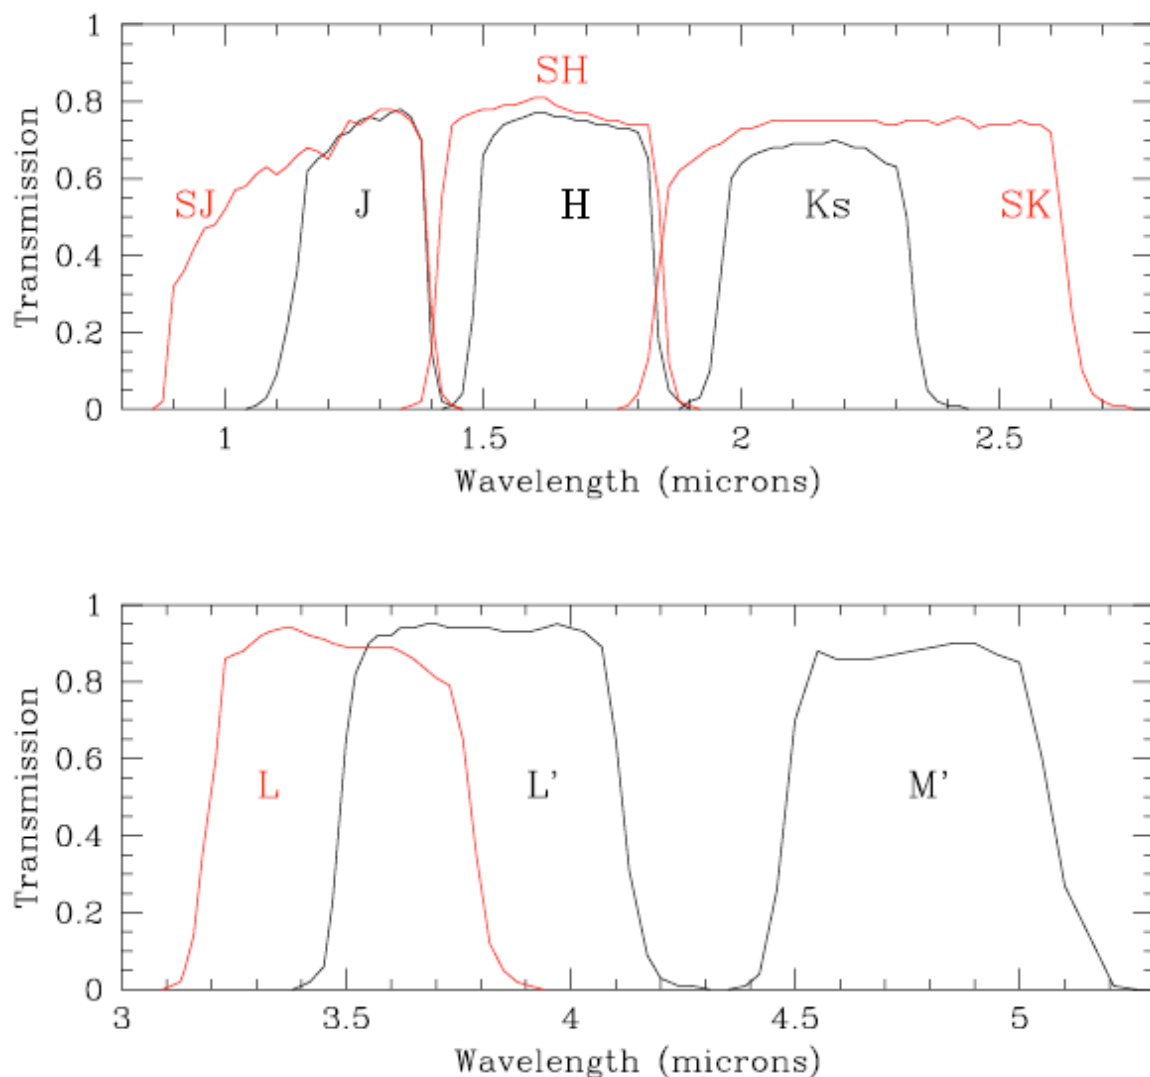 1
0.8
0.6
0.4
0.2
0
Transmission
SJ
J
SH
H
Ks
SK
1 1.5 2 2.5
Wavelength (microns)
1
0.8
0.6
0.4
0.2
0
Transmission
L
L'
M'
3 3.5 4 4.5 5
Wavelength (microns)